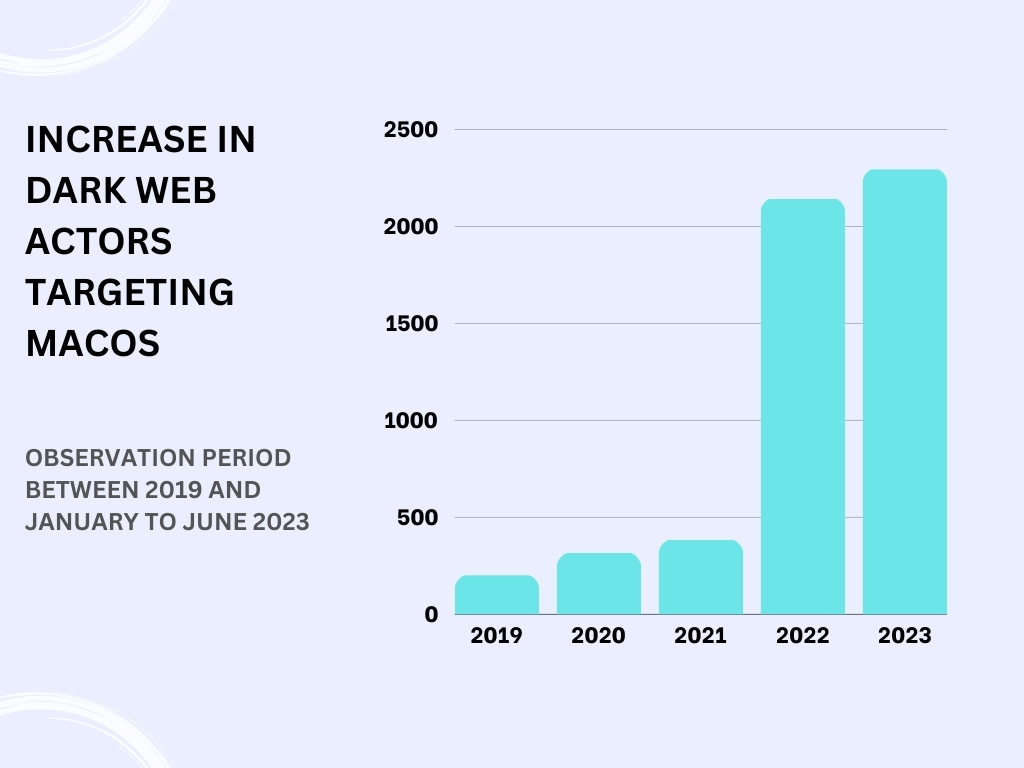 INCREASE IN
DARK WEB
ACTORS
TARGETING
MACOS
OBSERVATION PERIOD
BETWEEN 2019 AND
JANUARY TO JUNE 2023
2500
2000
1500
1000
500
0
2019 2020 2021 2022 2023